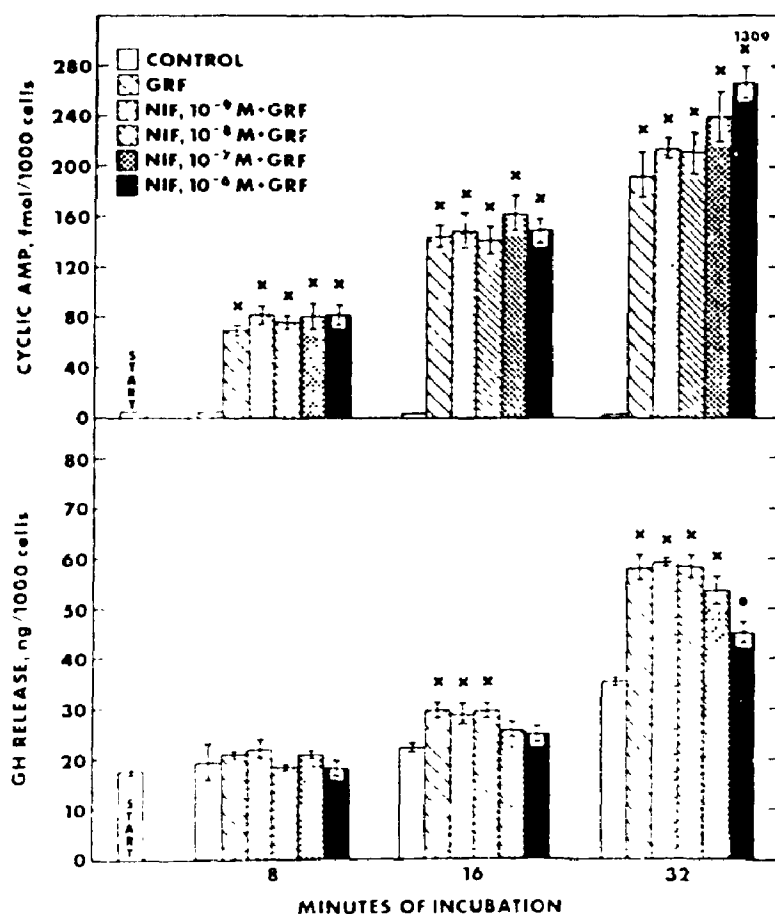 1309
CONTROL
GRF
NIF, 10⁻⁹ M+GRF
NIF, 10⁻⁸ M+GRF
NIF, 10⁻⁷ M+GRF
NIF, 10⁻⁶ M+GRF
CYCLIC AMP, fmol/1000 cells
280
240
200
160
120
80
40
0
START
GH RELEASE, ng/1000 cells
80
70
60
50
40
30
20
10
0
START
8 16 32
MINUTES OF INCUBATION